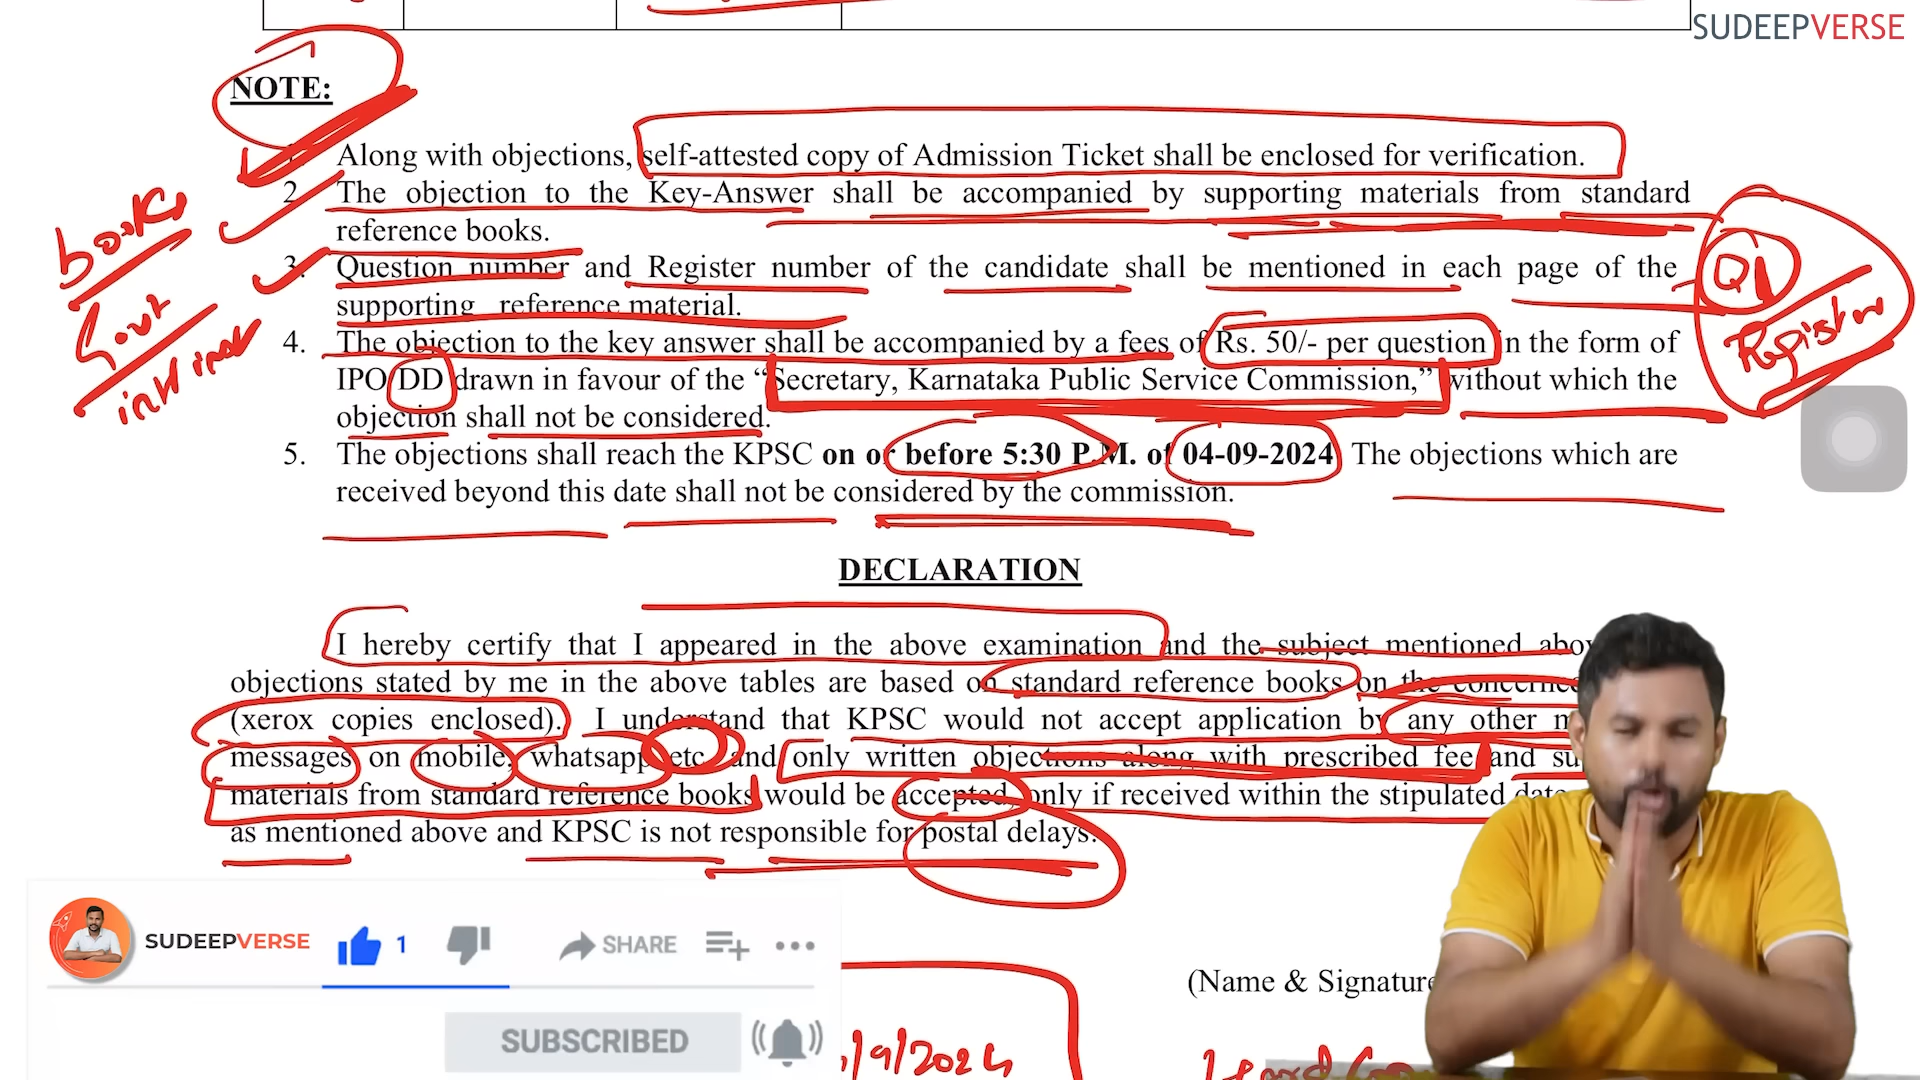 SUDEEPVERSE
NOTE:
Along with objections, self-attested copy of Admission Ticket shall be enclosed for verification.
2. The objection to the Key-Answer shall be accompanied by supporting materials from standard
reference books.
3. Question number and Register number of the candidate shall be mentioned in each page of the
supporting reference material.
4. The objection to the key answer shall be accompanied by a fees of Rs. 50/- per question in the form of
IPO DD drawn in favour of the “Secretary, Karnataka Public Service Commission,” without which the
objection shall not be considered.
5. The objections shall reach the KPSC on or before 5:30 P.M. of 04-09-2024 The objections which are
received beyond this date shall not be considered by the commission.
books
Govt
Q1
Register
DECLARATION
I hereby certify that I appeared in the above examination and the subject mentioned
objections stated by me in the above tables are based on standard reference books on the
(xerox copies enclosed). I understand that KPSC would not accept application by any other
messages on mobile, whatsapp etc and only written objections along with prescribed fee and
materials from standard reference books would be accepted only if received within the stipulated date
as mentioned above and KPSC is not responsible for postal delays.
SUDEEPVERSE
1
SHARE
SUBSCRIBED
(Name & Signature
/9/2024